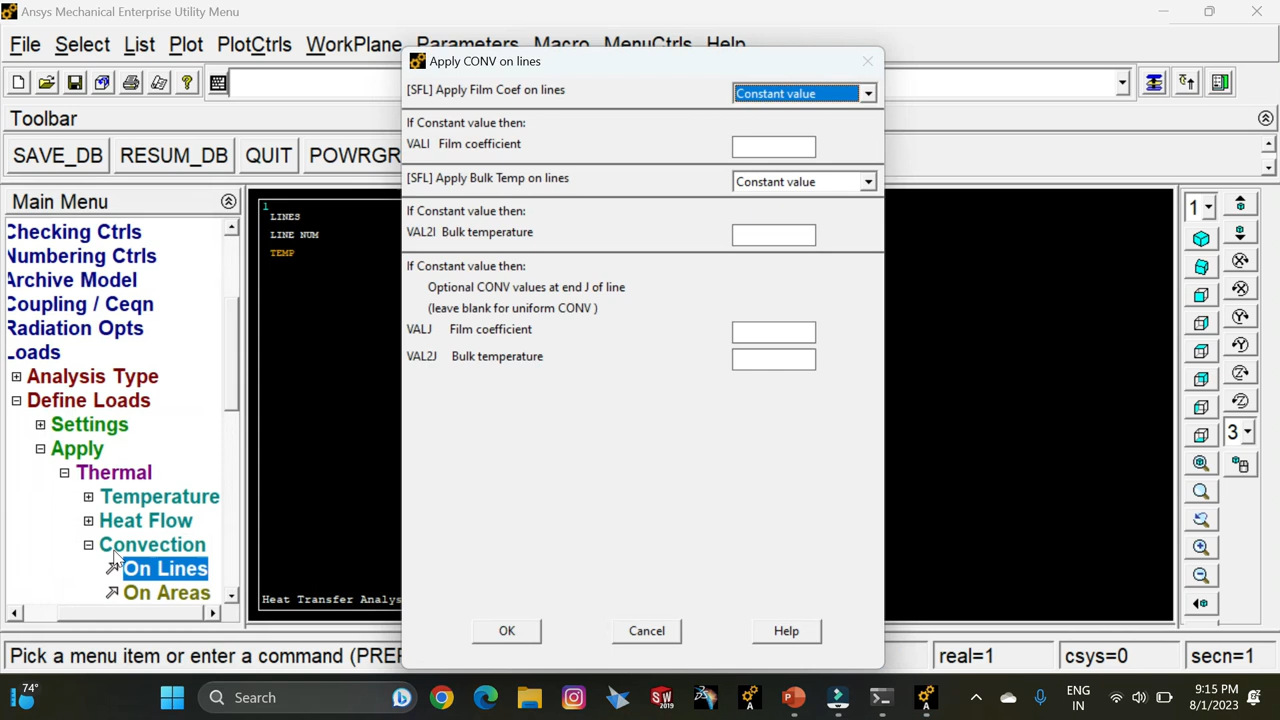 Ansys Mechanical Enterprise Utility Menu
File Select List Plot PlotCtrls WorkPlane Parameters Macro MenuCtrls Help
Toolbar
SAVE_DB RESUM_DB QUIT POWRGR
Main Menu
Checking Ctrls
Numbering Ctrls
Archive Model
Coupling / Ceqn
Radiation Opts
Loads
Analysis Type
Define Loads
Settings
Apply
Thermal
Temperature
Heat Flow
Convection
On Lines
On Areas
1
LINES
LINE NUM
TEMP
Heat Transfer Analys
Apply CONV on lines
[SFL] Apply Film Coef on lines Constant value
If Constant value then:
VALI Film coefficient
[SFL] Apply Bulk Temp on lines Constant value
If Constant value then:
VAL2I Bulk temperature
If Constant value then:
Optional CONV values at end J of line
(leave blank for uniform CONV )
VALJ Film coefficient
VAL2J Bulk temperature
OK Cancel Help
1
3
Pick a menu item or enter a command (PREP
real=1 csys=0 secn=1
74°
Search
SW
2019
A
A
ENG
IN
9:15 PM
8/1/2023